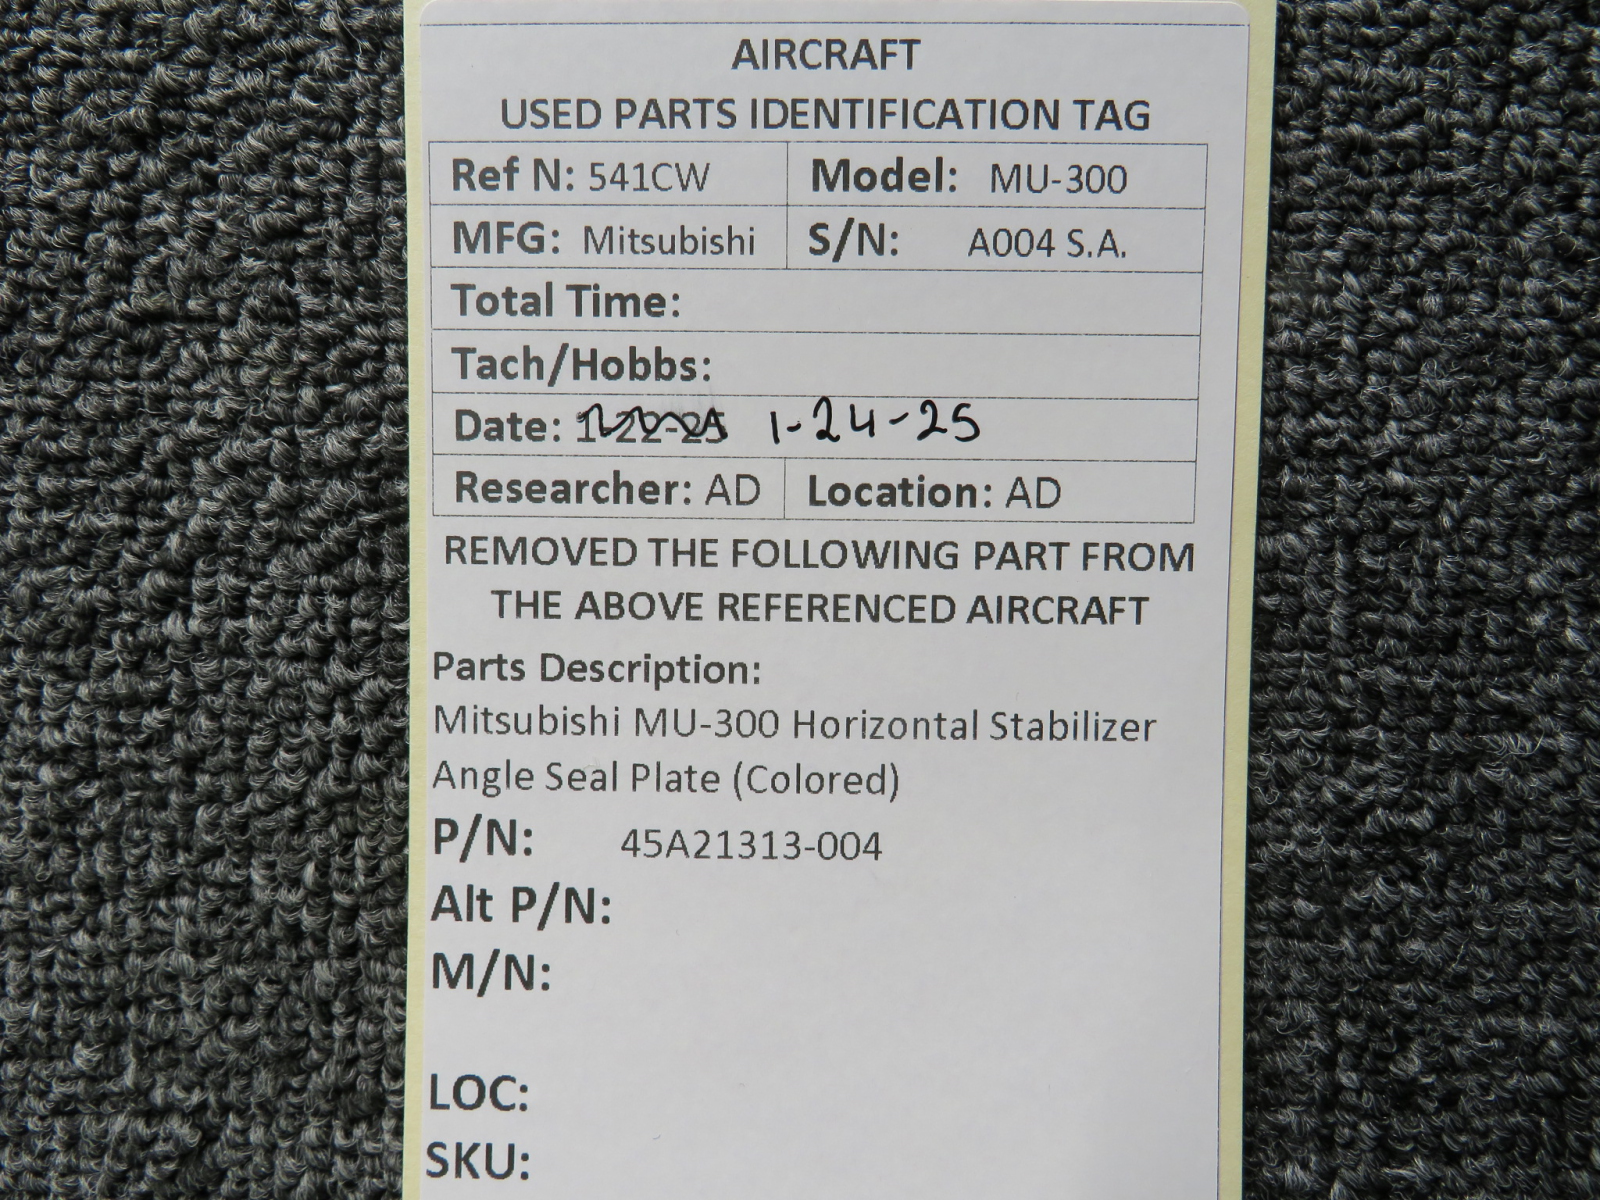 AIRCRAFT
USED PARTS IDENTIFICATION TAG
Ref N: 541CW Model: MU-300
MFG: Mitsubishi S/N: A004 S.A.
Total Time:
Tach/Hobbs:
Date: 1-22-25 1-24-25
Researcher: AD Location: AD
REMOVED THE FOLLOWING PART FROM
THE ABOVE REFERENCED AIRCRAFT
Parts Description:
Mitsubishi MU-300 Horizontal Stabilizer
Angle Seal Plate (Colored)
P/N: 45A21313-004
Alt P/N:
M/N:
LOC:
SKU: